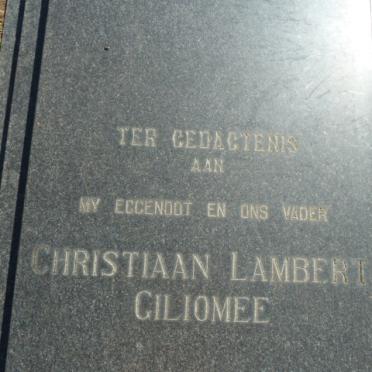 TER GEDAGTENIS
AAN
MY EGGENOOT EN ONS VADER
CHRISTIAAN LAMBERT
GILIOMEE